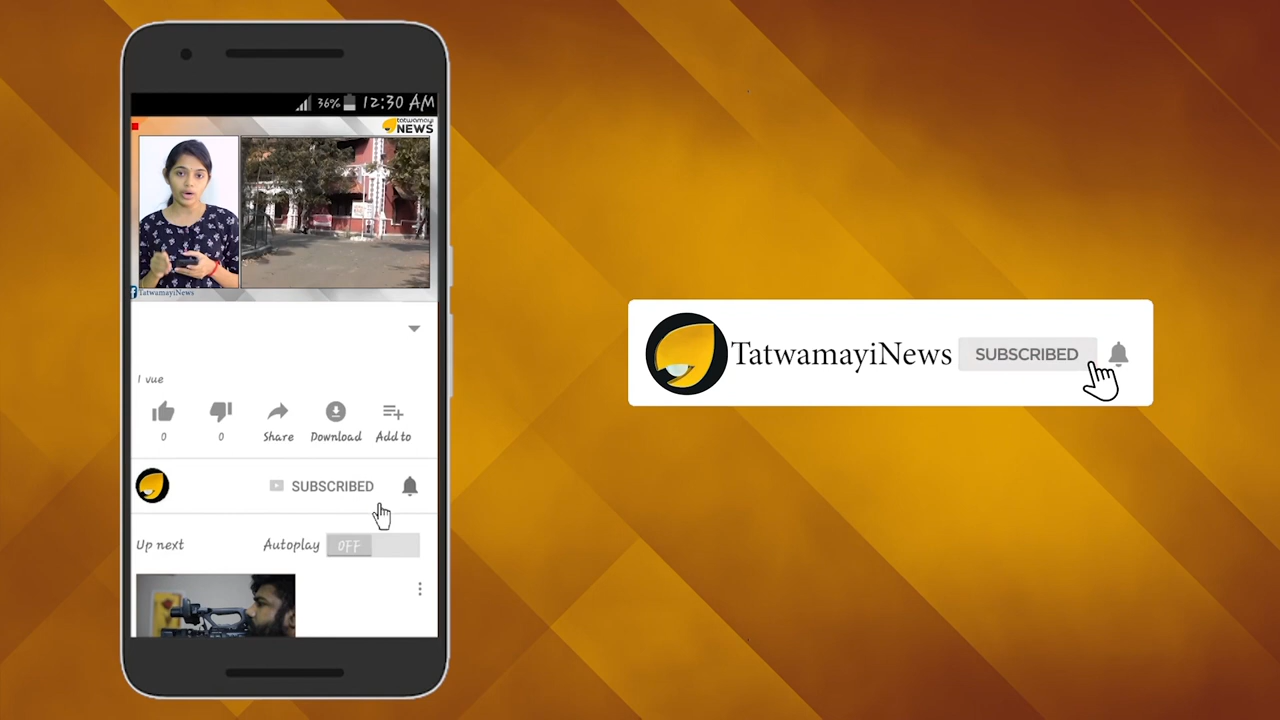 36% 12:30 AM
tatwamayi
NEWS
TatwamayiNews
1 vue
0 0 Share Download Add to
SUBSCRIBED
Up next Autoplay OFF
TatwamayiNews SUBSCRIBED